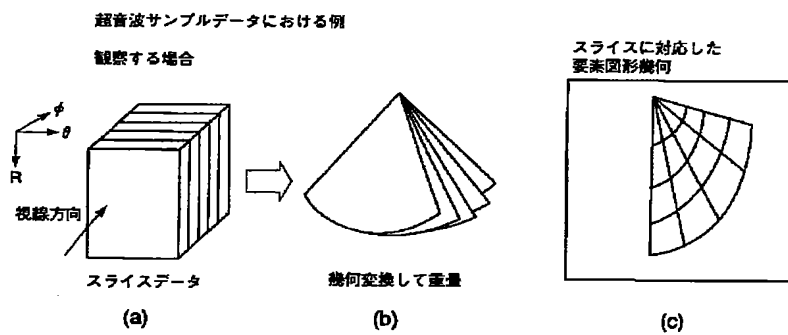 超音波サンプルデータにおける例
観察する場合
φ
θ
R
視線方向
スライスデータ
(a)
幾何変換して重畳
(b)
スライスに対応した
要素図形幾何
(c)